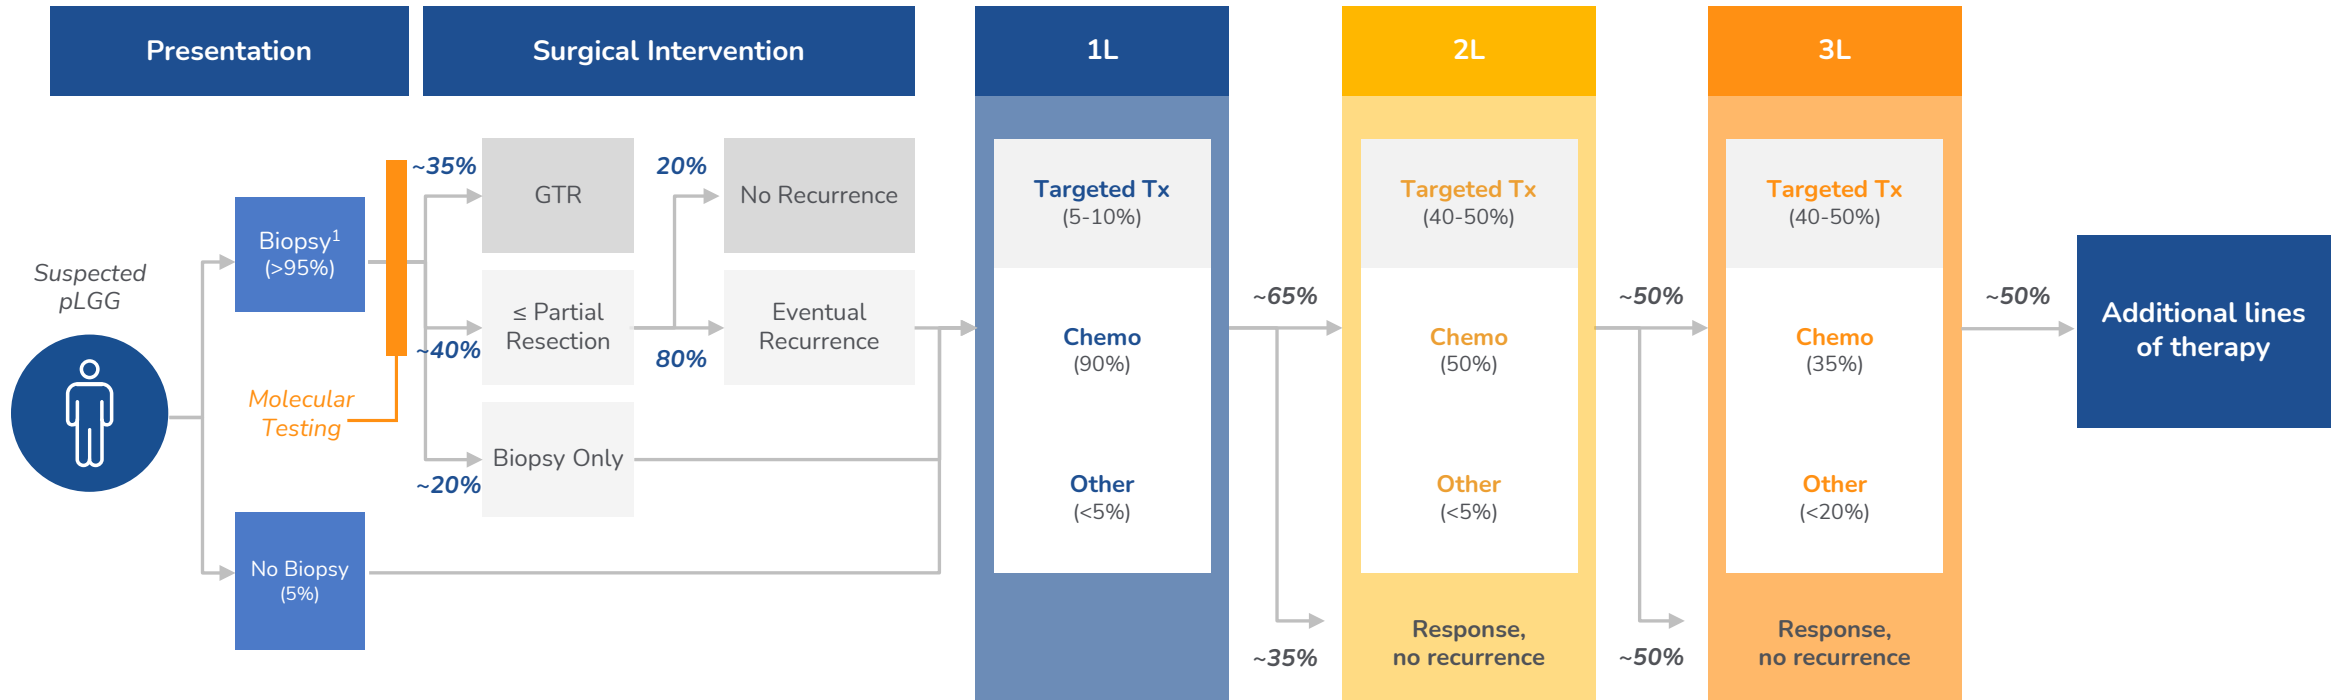 Presentation
Surgical Intervention
1L
2L
3L
Suspected
pLGG
Biopsy1
(>95%)
Molecular
Testing
No Biopsy
(5%)
~35%
~40%
~20%
GTR
≤ Partial
Resection
Biopsy Only
20%
80%
No Recurrence
Eventual
Recurrence
Targeted Tx
(5-10%)
Chemo
(90%)
Other
(<5%)
~65%
~35%
Targeted Tx
(40-50%)
Chemo
(50%)
Other
(<5%)
Response,
no recurrence
~50%
~50%
Targeted Tx
(40-50%)
Chemo
(35%)
Other
(<20%)
Response,
no recurrence
~50%
Additional lines
of therapy